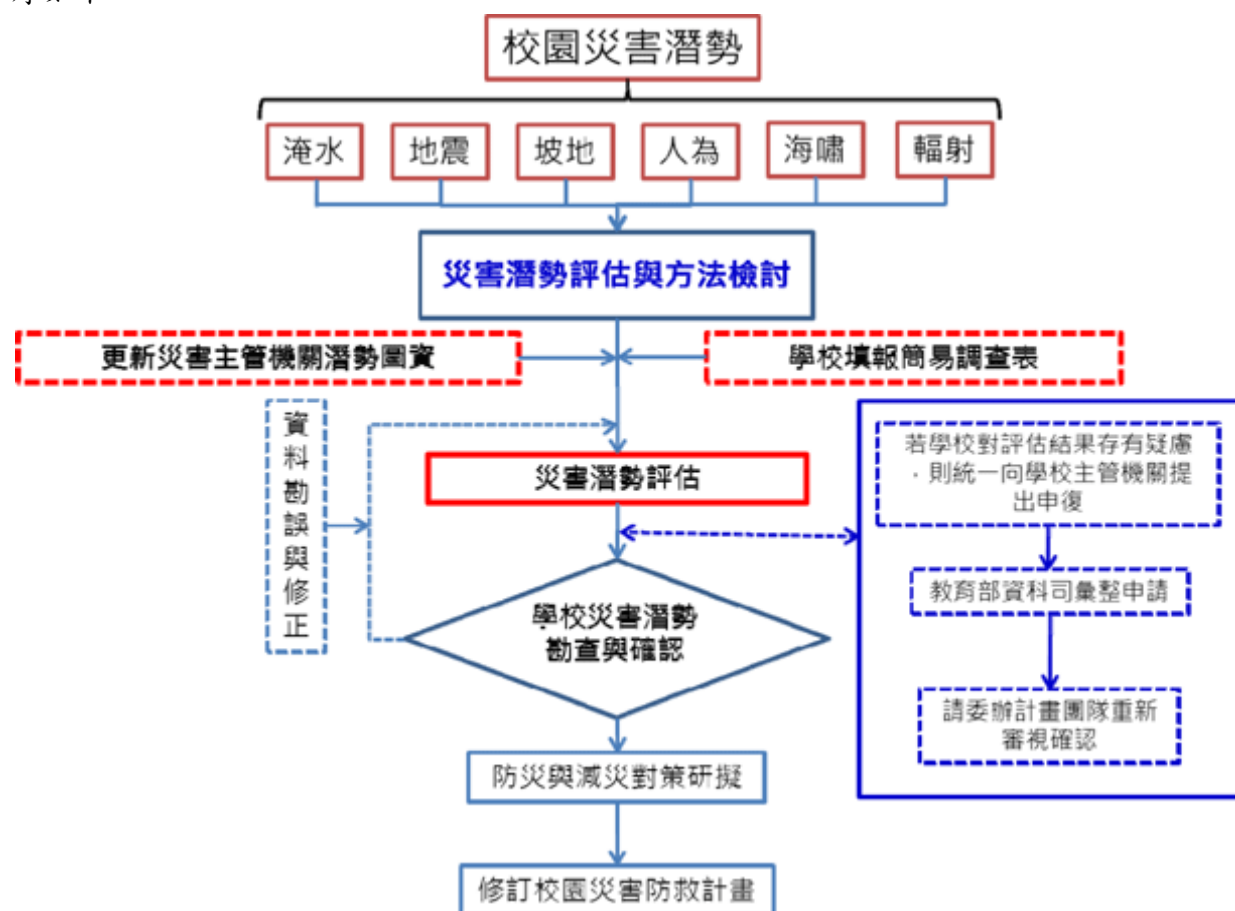 校園災害潛勢
淹水
地震
坡地
人為
海嘯
輻射
災害潛勢評估與方法檢討
更新災害主管機關潛勢圖資
學校填報簡易調查表
資料勘誤與修正
災害潛勢評估
若學校對評估結果存有疑慮
,則統一向學校主管機關提
出申復
教育部資科司彙整申請
學校災害潛勢
勘查與確認
請委辦計畫團隊重新
審視確認
防災與減災對策研擬
修訂校園災害防救計畫